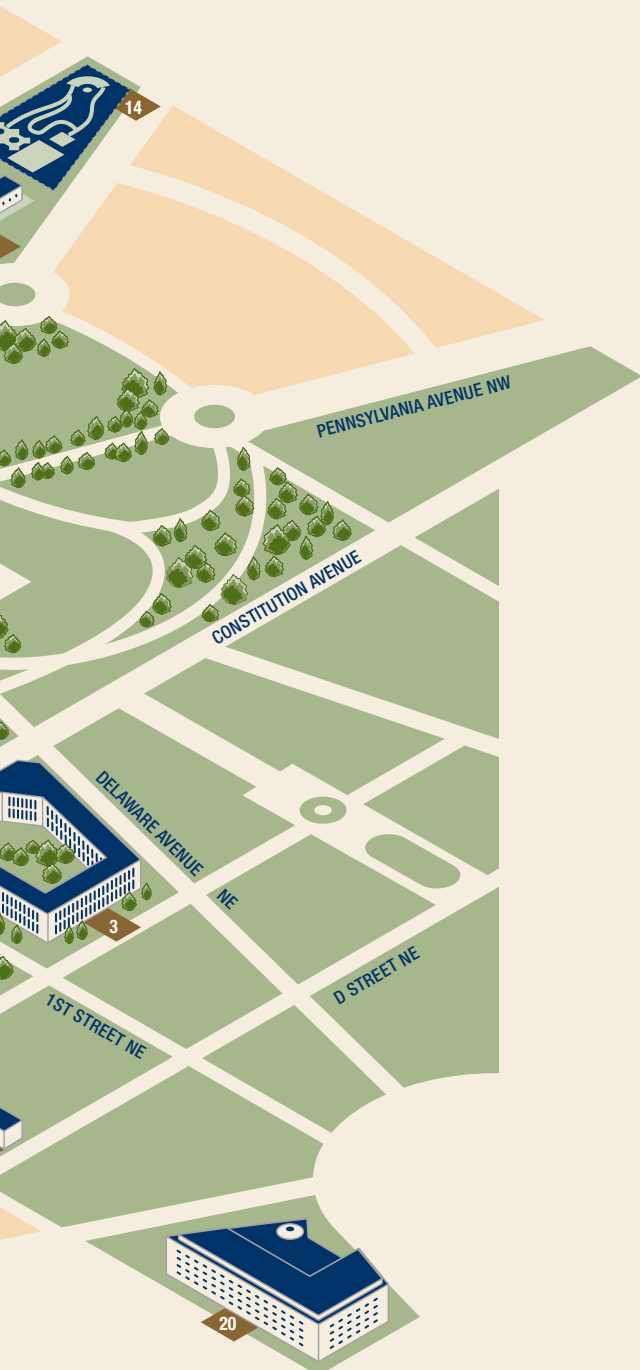 14
PENNSYLVANIA AVENUE NW
CONSTITUTION AVENUE
DELAWARE AVENUE
NE
3
D STREET NE
1ST STREET NE
20